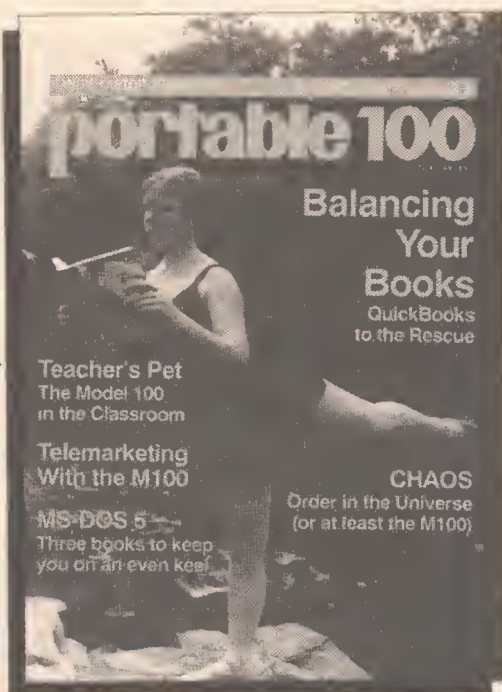 portable 100
Balancing
Your
Books
QuickBooks
to the Rescue
Teacher's Pet
The Model 100
in the Classroom
Telemarketing
With the M100
MS-DOS 5
Three books to keep
you on an even keel
CHAOS
Order in the Universe
(or at least the M100)